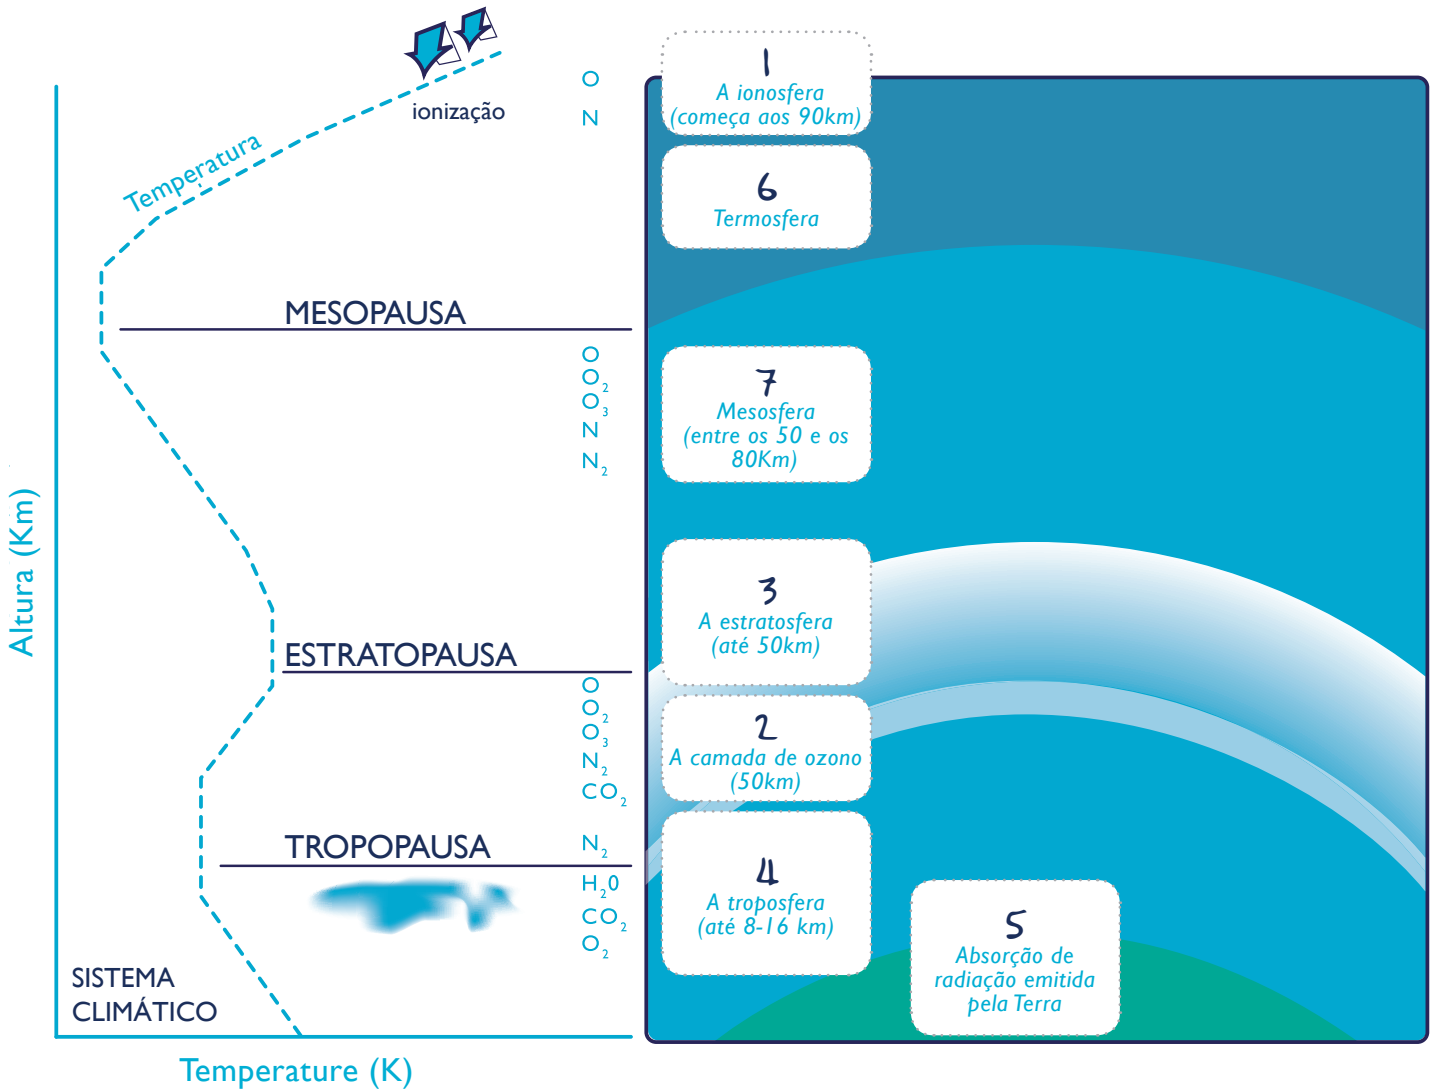 ionização
Temperatura
O
N
MESOPAUSA
O
O₂
O₃
N
N₂
ESTRATOPAUSA
O
O₂
O₃
N₂
CO₂
TROPOPAUSA
N₂
H₂0
CO₂
O₂
SISTEMA
CLIMÁTICO
Altura (Km)
Temperature (K)
1
A ionosfera
(começa aos 90km)
6
Termosfera
7
Mesosfera
(entre os 50 e os
80Km)
3
A estratosfera
(até 50km)
2
A camada de ozono
(50km)
4
A troposfera
(até 8-16 km)
5
Absorção de
radiação emitida
pela Terra